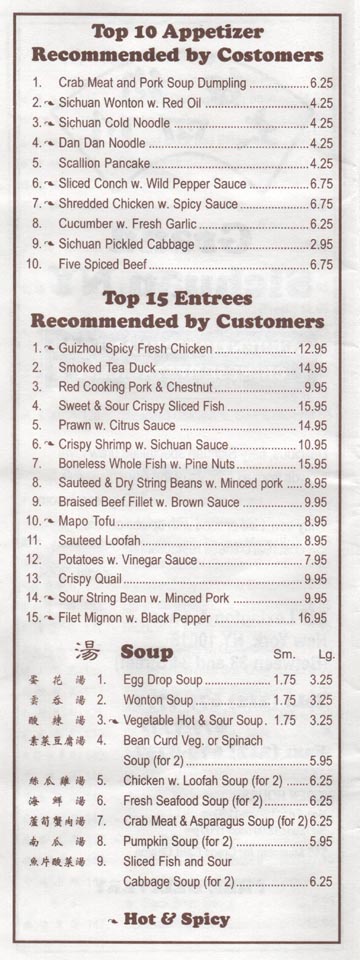 Top 10 Appetizer
Recommended by Costomers
1. Crab Meat and Pork Soup Dumpling 6.25
2. Sichuan Wonton w. Red Oil 4.25
3. Sichuan Cold Noodle 4.25
4. Dan Dan Noodle 4.25
5. Scallion Pancake 4.25
6. Sliced Conch w. Wild Pepper Sauce 6.75
7. Shredded Chicken w. Spicy Sauce 6.75
8. Cucumber w. Fresh Garlic 6.25
9. Sichuan Pickled Cabbage 2.95
10. Five Spiced Beef 6.75
Top 15 Entrees
Recommended by Customers
1. Guizhou Spicy Fresh Chicken 12.95
2. Smoked Tea Duck 14.95
3. Red Cooking Pork & Chestnut 9.95
4. Sweet & Sour Crispy Sliced Fish 15.95
5. Prawn w. Citrus Sauce 14.95
6. Crispy Shrimp w. Sichuan Sauce 10.95
7. Boneless Whole Fish w. Pine Nuts 15.95
8. Sauteed & Dry String Beans w. Minced pork 8.95
9. Braised Beef Fillet w. Brown Sauce 9.95
10. Mapo Tofu 8.95
11. Sauteed Loofah 8.95
12. Potatoes w. Vinegar Sauce 7.95
13. Crispy Quail 9.95
14. Sour String Bean w. Minced Pork 9.95
15. Filet Mignon w. Black Pepper 16.95
湯 Soup Sm. Lg.
蛋花湯 1. Egg Drop Soup 1.75 3.25
雲吞湯 2. Wonton Soup 1.75 3.25
酸辣湯 3. Vegetable Hot & Sour Soup. 1.75 3.25
素菜豆腐湯 4. Bean Curd Veg. or Spinach
Soup (for 2) 5.95
絲瓜雞湯 5. Chicken w. Loofah Soup (for 2) 6.25
海鮮湯 6. Fresh Seafood Soup (for 2) 6.25
蘆筍蟹肉湯 7. Crab Meat & Asparagus Soup (for 2) 6.25
南瓜湯 8. Pumpkin Soup (for 2) 5.95
魚片酸菜湯 9. Sliced Fish and Sour
Cabbage Soup (for 2) 6.25
Hot & Spicy